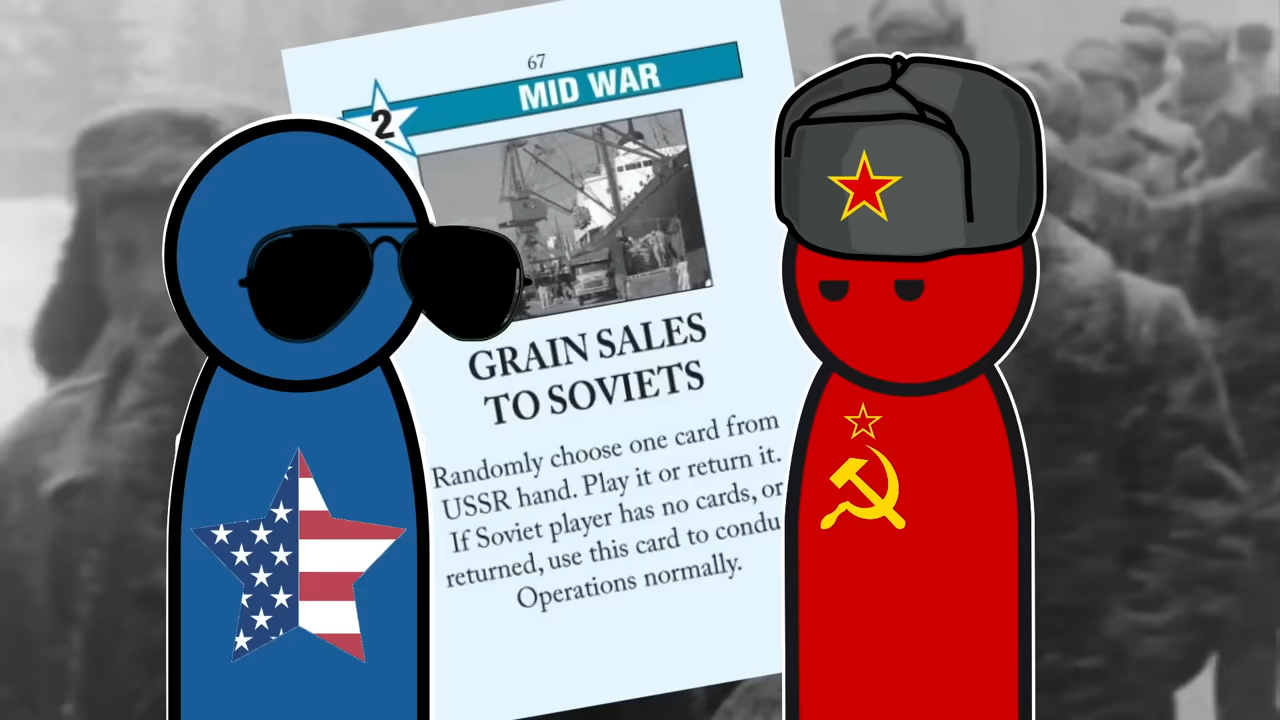 67
MID WAR
2
GRAIN SALES
TO SOVIETS
Randomly choose one card from
USSR hand. Play it or return it.
If Soviet player has no cards, or
returned, use this card to condu
Operations normally.